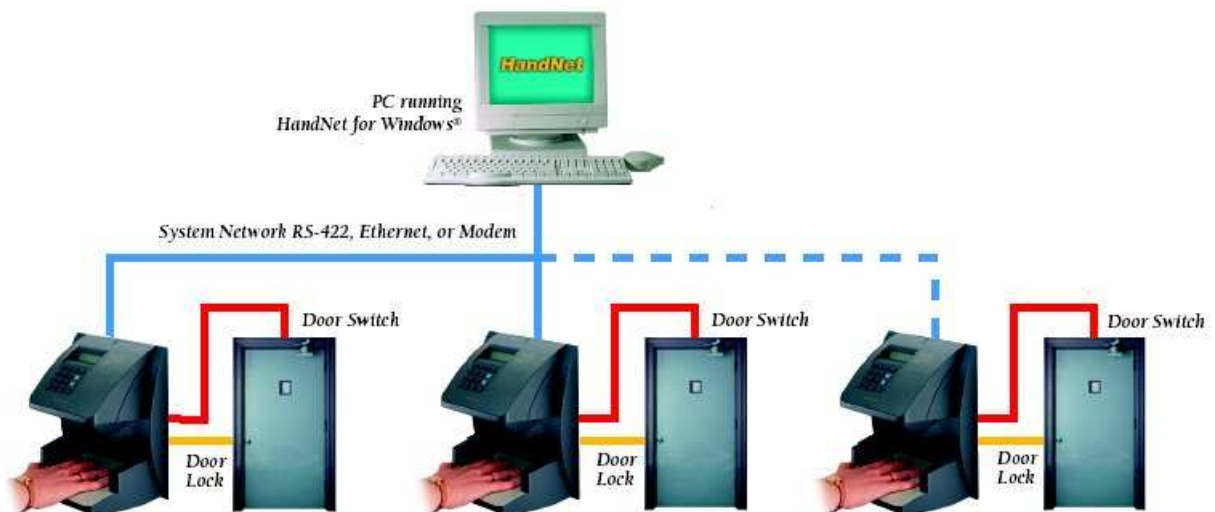 HandNet
PC running
HandNet for Windows®
System Network RS-422, Ethernet, or Modem
Door Switch
Door Switch
Door Switch
Door
Lock
Door
Lock
Door
Lock